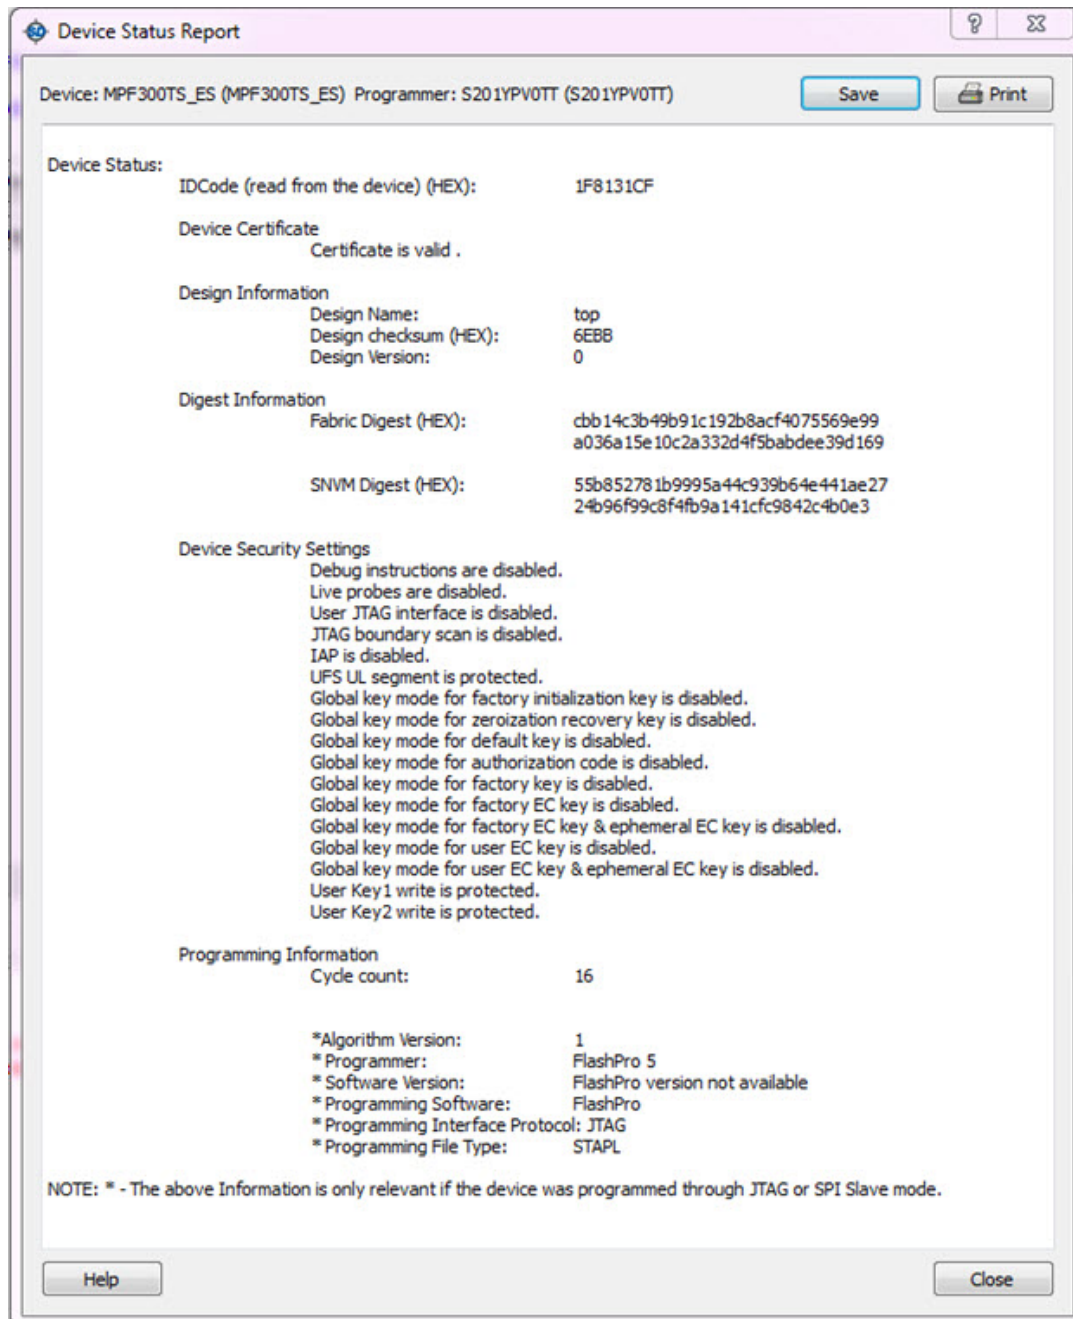 Device Status Report
Device: MPF300TS_ES (MPF300TS_ES) Programmer: S201YPV0TT (S201YPV0TT) Save Print
Device Status:
IDCode (read from the device) (HEX): 1F8131CF
Device Certificate
Certificate is valid .
Design Information
Design Name: top
Design checksum (HEX): 6EBB
Design Version: 0
Digest Information
Fabric Digest (HEX): cbb14c3b49b91c192b8acf4075569e99
a036a15e10c2a332d4f5babdee39d169
SNVM Digest (HEX): 55b852781b9995a44c939b64e441ae27
24b96f99c8f4fb9a141cfc9842c4b0e3
Device Security Settings
Debug instructions are disabled.
Live probes are disabled.
User JTAG interface is disabled.
JTAG boundary scan is disabled.
IAP is disabled.
UFS UL segment is protected.
Global key mode for factory initialization key is disabled.
Global key mode for zeroization recovery key is disabled.
Global key mode for default key is disabled.
Global key mode for authorization code is disabled.
Global key mode for factory key is disabled.
Global key mode for factory EC key is disabled.
Global key mode for factory EC key & ephemeral EC key is disabled.
Global key mode for user EC key is disabled.
Global key mode for user EC key & ephemeral EC key is disabled.
User Key1 write is protected.
User Key2 write is protected.
Programming Information
Cycle count: 16
*Algorithm Version: 1
* Programmer: FlashPro 5
* Software Version: FlashPro version not available
* Programming Software: FlashPro
* Programming Interface Protocol: JTAG
* Programming File Type: STAPL
NOTE: * - The above Information is only relevant if the device was programmed through JTAG or SPI Slave mode.
Help Close